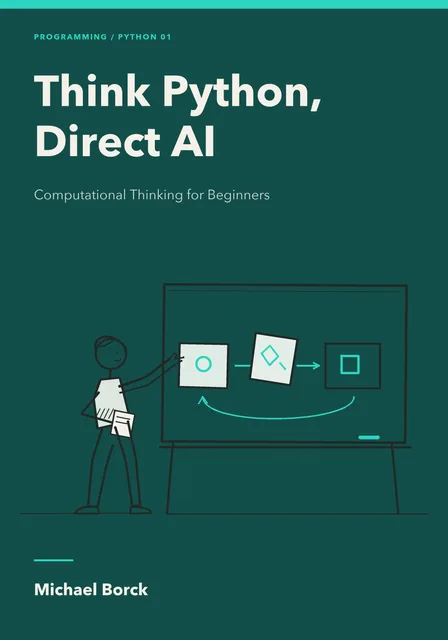 PROGRAMMING / PYTHON 01
Think Python,
Direct AI
Computational Thinking for Beginners
Michael Borck